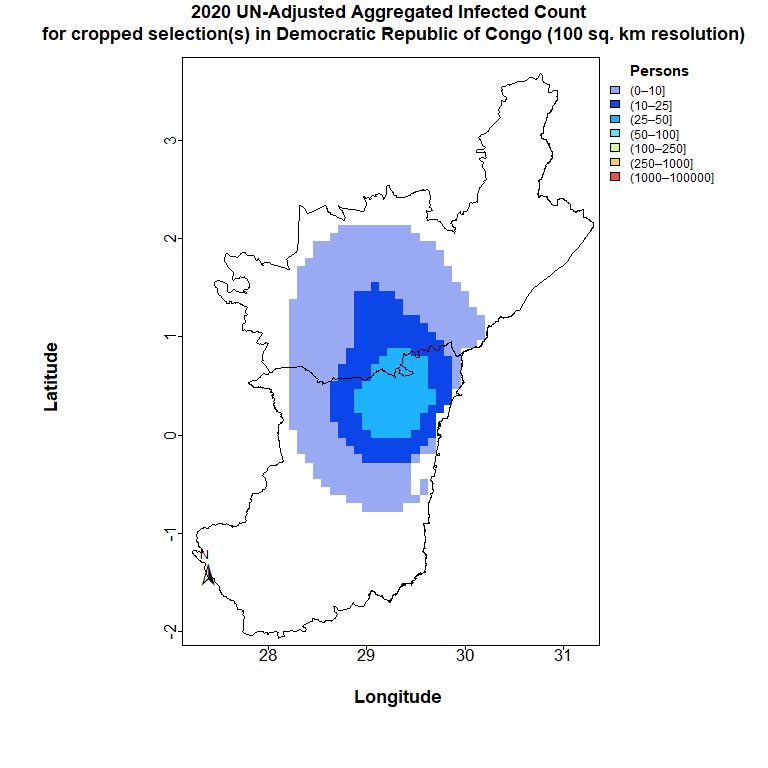 2020 UN-Adjusted Aggregated Infected Count
for cropped selection(s) in Democratic Republic of Congo (100 sq. km resolution)
Persons
(0–10]
(10–25]
(25–50]
(50–100]
(100–250]
(250–1000]
(1000–100000]
3
2
1
0
-1
-2
Latitude
N
28 29 30 31
Longitude